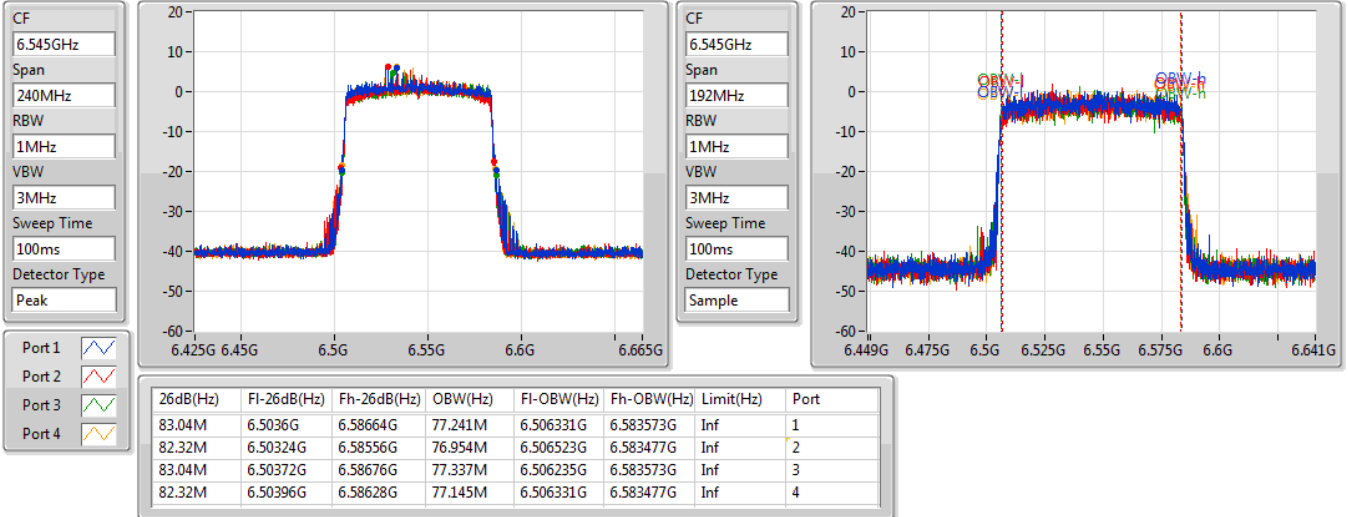 CF
6.545GHz
Span
240MHz
RBW
1MHz
VBW
3MHz
Sweep Time
100ms
Detector Type
Peak
20
10
0
-10
-20
-30
-40
-50
-60
6.425G 6.45G 6.5G 6.55G 6.6G 6.665G
CF
6.545GHz
Span
192MHz
RBW
1MHz
VBW
3MHz
Sweep Time
100ms
Detector Type
Sample
20
10
0
-10
-20
-30
-40
-50
-60
OBW-l OBW-h
OBW-l OBW-h
6.449G 6.475G 6.5G 6.525G 6.55G 6.575G 6.6G 6.641G
Port 1
Port 2
Port 3
Port 4
26dB(Hz) Fl-26dB(Hz) Fh-26dB(Hz) OBW(Hz) Fl-OBW(Hz) Fh-OBW(Hz) Limit(Hz) Port
83.04M 6.5036G 6.58664G 77.241M 6.506331G 6.583573G Inf 1
82.32M 6.50324G 6.58556G 76.954M 6.506523G 6.583477G Inf 2
83.04M 6.50372G 6.58676G 77.337M 6.506235G 6.583573G Inf 3
82.32M 6.50396G 6.58628G 77.145M 6.506331G 6.583477G Inf 4